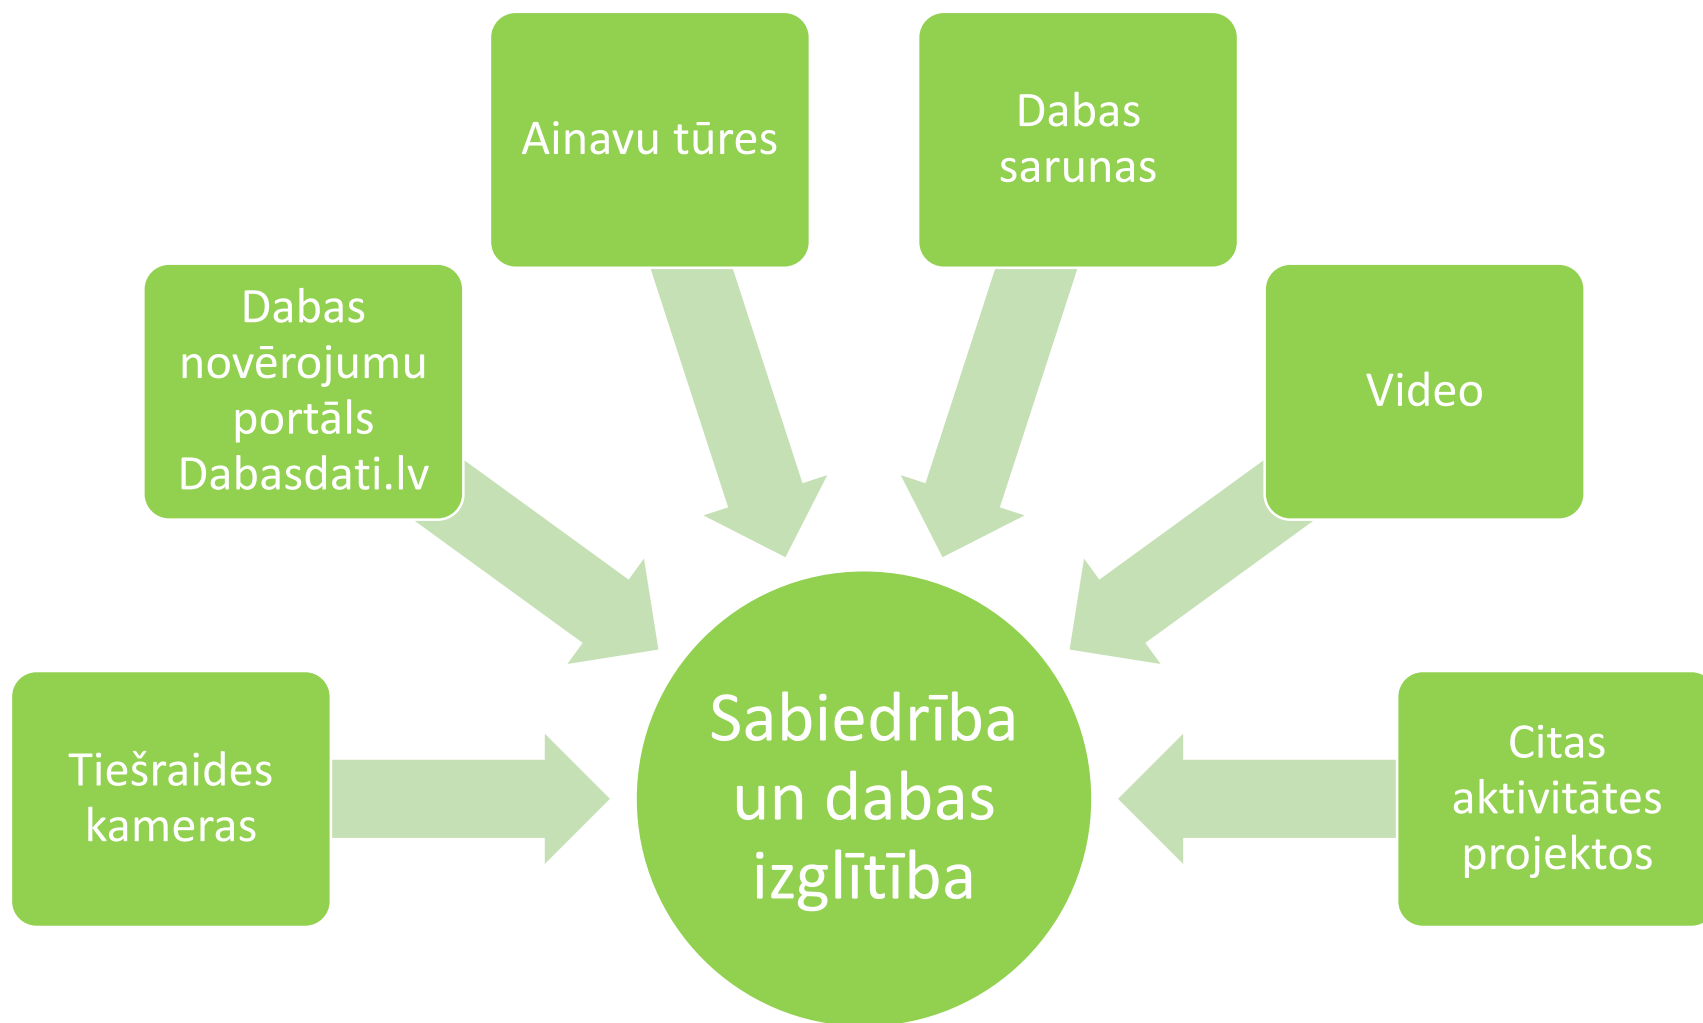 Ainavu tūres
Dabas
sarunas
Dabas
novērojumu
portāls
Dabasdati.lv
Video
Tiešraides
kameras
Sabiedrība
un dabas
izglītība
Citas
aktivitātes
projektos